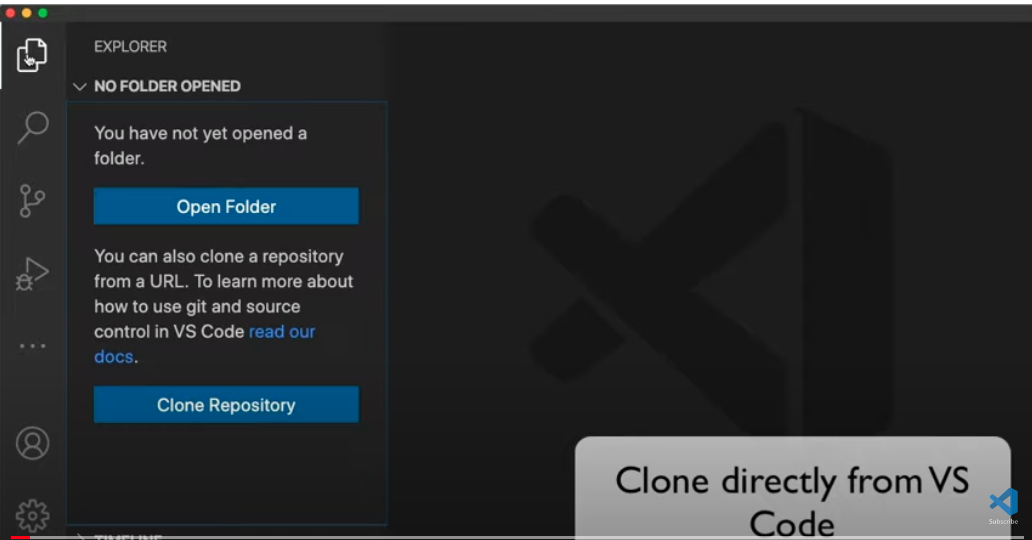 EXPLORER
NO FOLDER OPENED
You have not yet opened a
folder.
Open Folder
You can also clone a repository
from a URL. To learn more about
how to use git and source
control in VS Code read our
docs.
Clone Repository
TIMELINE
Clone directly from VS
Code
Subscribe